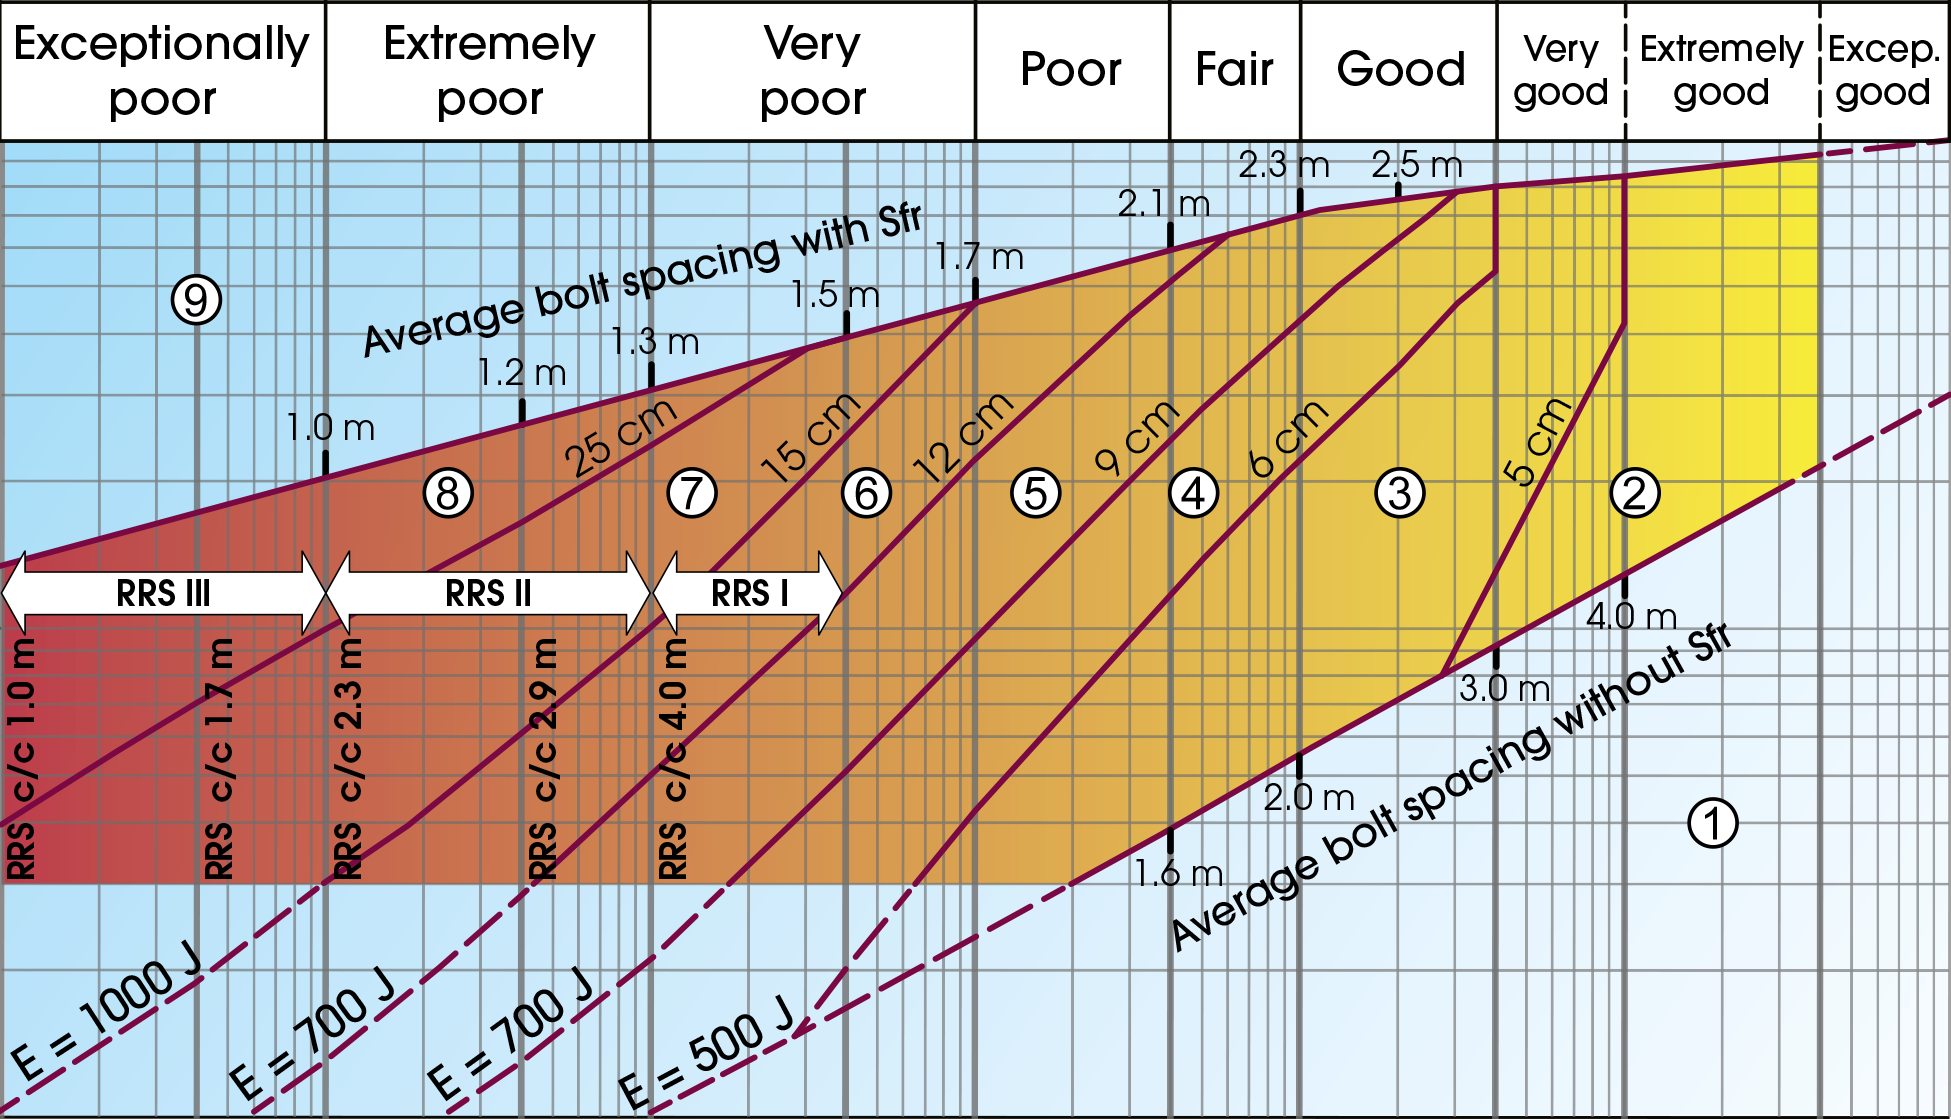 Exceptionally
poor
Extremely
poor
Very
poor
Poor
Fair
Good
Very
good
Extremely
good
Excep.
good
2.3 m
2.5 m
2.1 m
Average bolt spacing with Sfr
1.7 m
1.5 m
1.3 m
1.2 m
1.0 m
9
25 cm
15 cm
12 cm
9 cm
6 cm
5 cm
8
7
6
5
4
3
2
RRS III
RRS II
RRS I
RRS c/c 1.0 m
RRS c/c 1.7 m
RRS c/c 2.3 m
RRS c/c 2.9 m
RRS c/c 4.0 m
4.0 m
3.0 m
2.0 m
1.6 m
Average bolt spacing without Sfr
1
E = 1000 J
E = 700 J
E = 700 J
E = 500 J